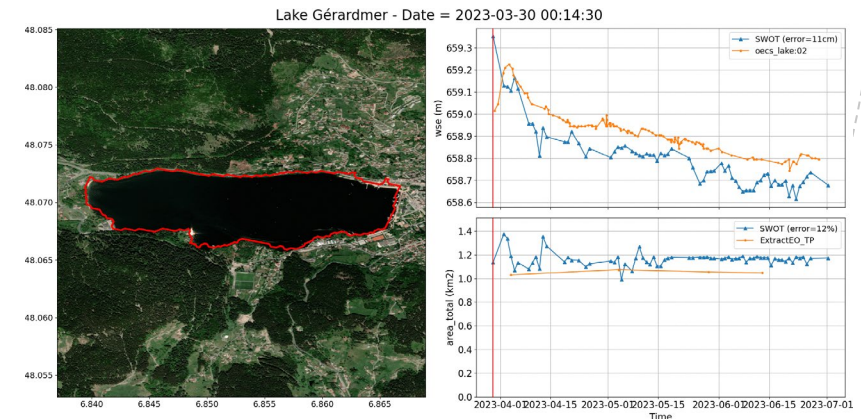 Lake Gérardmer - Date = 2023-03-30 00:14:30
48.085
48.080
48.075
48.070
48.065
48.060
48.055
6.840 6.845 6.850 6.855 6.860 6.865
wse (m)
659.3
659.2
659.1
659.0
658.9
658.8
658.7
658.6
SWOT (error=11cm)
oecs_lake:02
area_total (km2)
1.4
1.2
1.0
0.8
0.6
0.4
0.2
0.0
SWOT (error=12%)
ExtractEO_TP
2023-04-01 2023-04-15 2023-05-01 2023-05-15 2023-06-01 2023-06-15 2023-07-01
Time